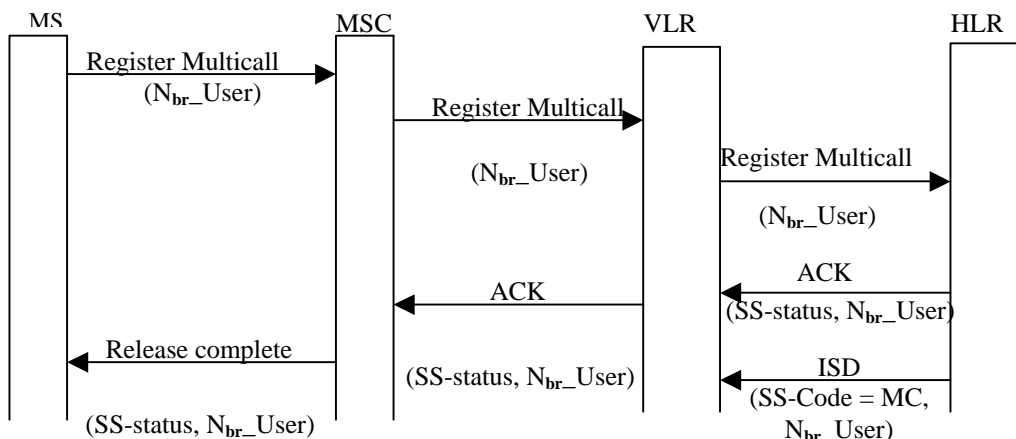 MS MSC VLR HLR
Register Multicall
(Nbr_User)
Register Multicall
(Nbr_User)
Register Multicall
(Nbr_User)
ACK
(SS-status, Nbr_User)
ACK
(SS-status, Nbr_User)
Release complete
(SS-status, Nbr_User)
ISD
(SS-Code = MC,
Nbr_User)